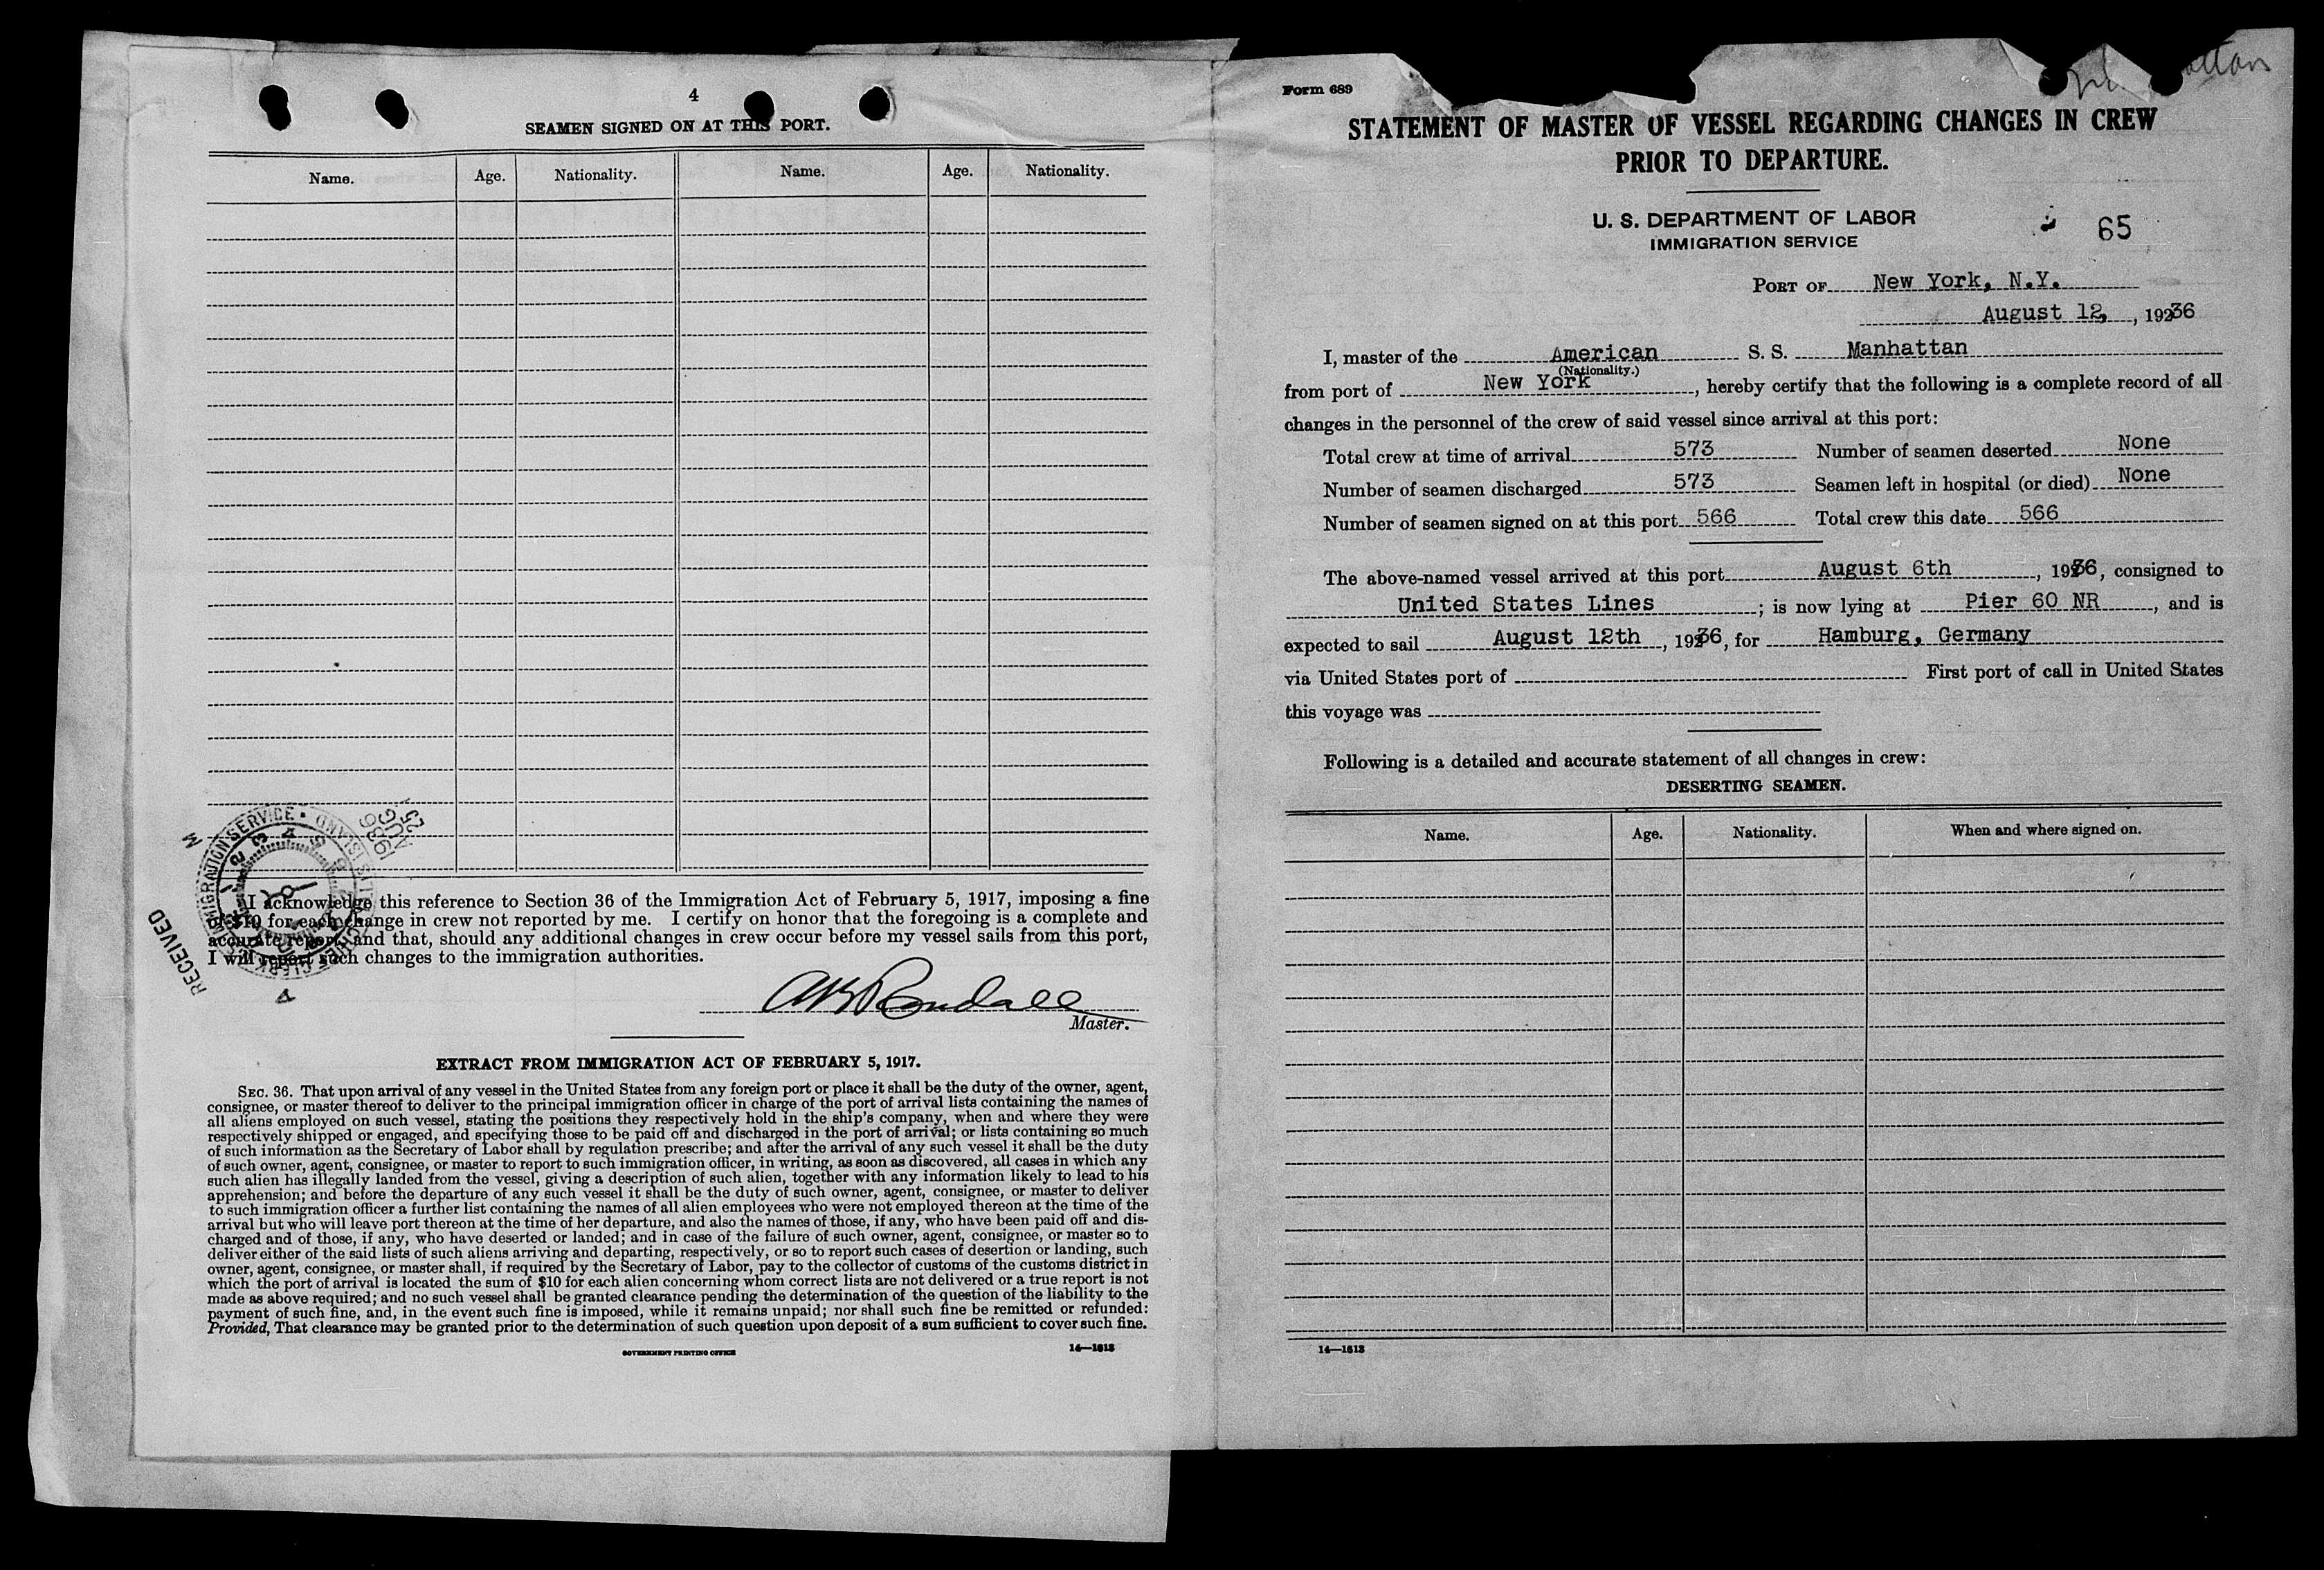 4
SEAMEN SIGNED ON AT THIS PORT.
Name. Age. Nationality. Name. Age. Nationality.
IMMIGRATION SERVICE
ELLIS ISLAND
AUG 25
1936
RECEIVED
I acknowledge this reference to Section 36 of the Immigration Act of February 5, 1917, imposing a fine
of $10 for each change in crew not reported by me. I certify on honor that the foregoing is a complete and
accurate report, and that, should any additional changes in crew occur before my vessel sails from this port,
I will report such changes to the immigration authorities.
A B Randall
Master.
EXTRACT FROM IMMIGRATION ACT OF FEBRUARY 5, 1917.
SEC. 36. That upon arrival of any vessel in the United States from any foreign port or place it shall be the duty of the owner, agent,
consignee, or master thereof to deliver to the principal immigration officer in charge of the port of arrival lists containing the names of
all aliens employed on such vessel, stating the positions they respectively hold in the ship's company, when and where they were
respectively shipped or engaged, and specifying those to be paid off and discharged in the port of arrival; or lists containing so much
of such information as the Secretary of Labor shall by regulation prescribe; and after the arrival of any such vessel it shall be the duty
of such owner, agent, consignee, or master to report to such immigration officer, in writing, as soon as discovered, all cases in which any
such alien has illegally landed from the vessel, giving a description of such alien, together with any information likely to lead to his
apprehension; and before the departure of any such vessel it shall be the duty of such owner, agent, consignee, or master to deliver
to such immigration officer a further list containing the names of all alien employees who were not employed thereon at the time of the
arrival but who will leave port thereon at the time of her departure, and also the names of those, if any, who have been paid off and dis-
charged and of those, if any, who have deserted or landed; and in case of the failure of such owner, agent, consignee, or master so to
deliver either of the said lists of such aliens arriving and departing, respectively, or so to report such cases of desertion or landing, such
owner, agent, consignee, or master shall, if required by the Secretary of Labor, pay to the collector of customs of the customs district in
which the port of arrival is located the sum of $10 for each alien concerning whom correct lists are not delivered or a true report is not
made as above required; and no such vessel shall be granted clearance pending the determination of the question of the liability to the
payment of such fine, and, in the event such fine is imposed, while it remains unpaid; nor shall such fine be remitted or refunded:
Provided, That clearance may be granted prior to the determination of such question upon deposit of a sum sufficient to cover such fine.
GOVERNMENT PRINTING OFFICE 14—1613
Form 689
STATEMENT OF MASTER OF VESSEL REGARDING CHANGES IN CREW
PRIOR TO DEPARTURE.
U. S. DEPARTMENT OF LABOR
IMMIGRATION SERVICE
65
PORT OF New York, N.Y.
August 12, , 1936
I, master of the American S. S. Manhattan
(Nationality.)
from port of New York, hereby certify that the following is a complete record of all
changes in the personnel of the crew of said vessel since arrival at this port:
Total crew at time of arrival 573 Number of seamen deserted None
Number of seamen discharged 573 Seamen left in hospital (or died) None
Number of seamen signed on at this port 566 Total crew this date 566
The above-named vessel arrived at this port August 6th, 1936, consigned to
United States Lines; is now lying at Pier 60 NR, and is
expected to sail August 12th, 1936, for Hamburg, Germany
via United States port of First port of call in United States
this voyage was
Following is a detailed and accurate statement of all changes in crew:
DESERTING SEAMEN.
Name. Age. Nationality. When and where signed on.
14—1613